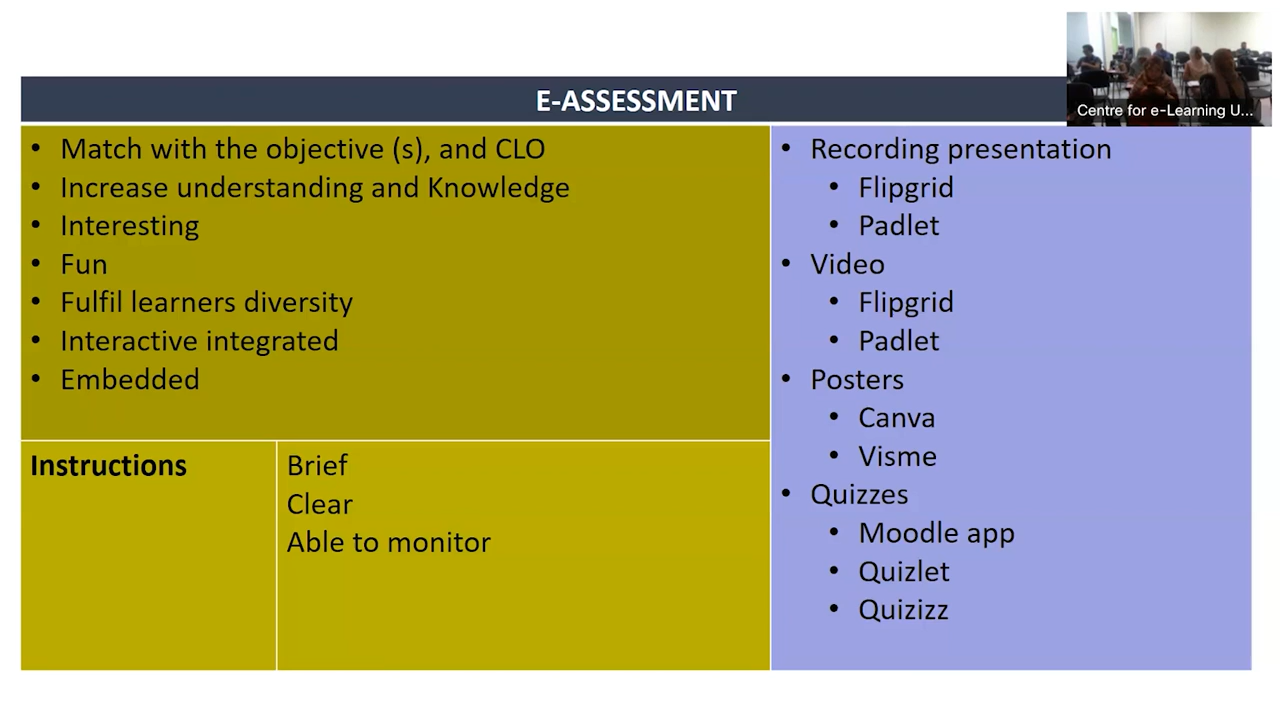 E-ASSESSMENT
Centre for e-Learning U...
• Match with the objective (s), and CLO
• Increase understanding and Knowledge
• Interesting
• Fun
• Fulfil learners diversity
• Interactive integrated
• Embedded
Instructions
Brief
Clear
Able to monitor
• Recording presentation
• Flipgrid
• Padlet
• Video
• Flipgrid
• Padlet
• Posters
• Canva
• Visme
• Quizzes
• Moodle app
• Quizlet
• Quizizz